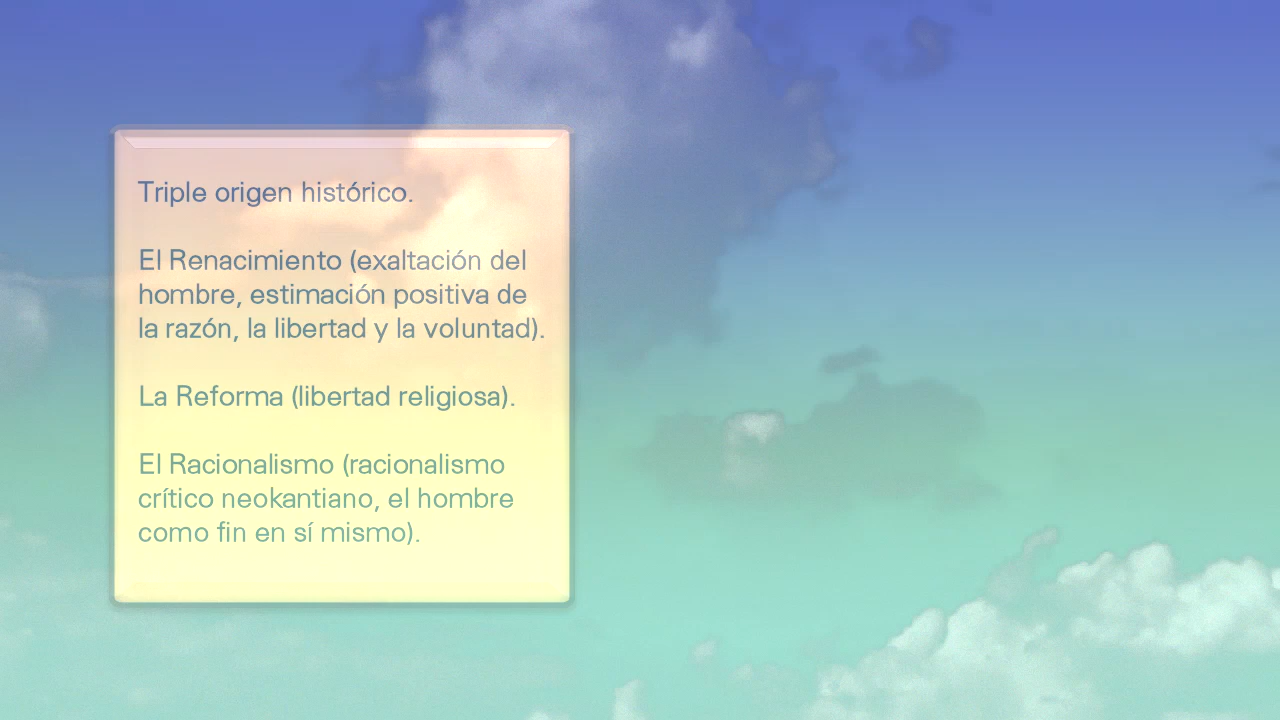 Triple origen histórico.
El Renacimiento (exaltación del
hombre, estimación positiva de
la razón, la libertad y la voluntad).
La Reforma (libertad religiosa).
El Racionalismo (racionalismo
crítico neokantiano, el hombre
como fin en sí mismo).